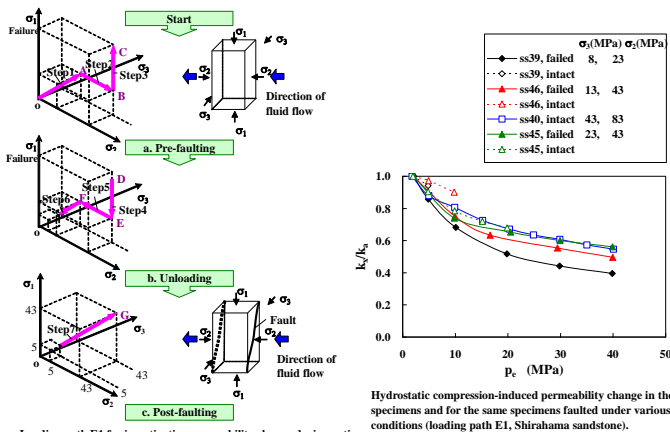 Start
σ1
Failure
C
Step2
Step1
A
σ3
Step3
B
o
σ2
σ1
σ3
σ2
σ2
Direction of
fluid flow
σ3
σ1
a. Pre-faulting
σ1
Failure
D
Step5
σ3
Step6
F
Step4
E
o
σ2
b. Unloading
σ1
43
G
Step7
σ3
5
o
43
5
43
σ2
σ1
σ3
Fault
σ2
σ2
Direction of
fluid flow
σ3
σ1
c. Post-faulting
σ3(MPa) σ2(MPa)
ss39, failed 8, 23
ss39, intact
ss46, failed 13, 43
ss46, intact
ss40, intact 43, 83
ss45, failed 23, 43
ss45, intact
1.0
0.8
0.6
0.4
0.2
0.0
kx/ka
0 10 20 30 40 50
pe (MPa)
Hydrostatic compression-induced permeability change in the
specimens and for the same specimens faulted under various
conditions (loading path E1, Shirahama sandstone).